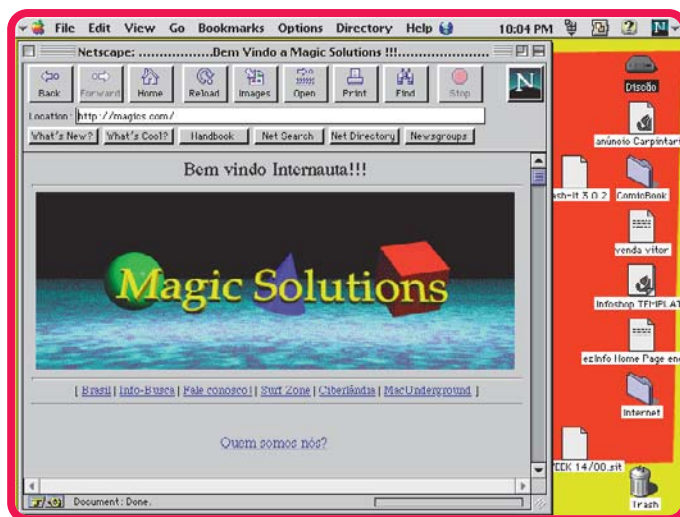 File Edit View Go Bookmarks Options Directory Help 10:04 PM
Netscape: ..................Bem Vindo a Magic Solutions !!!.....................
Back Forward Home Reload Images Open Print Find Stop
N
Location: http://magics.com/
What's New? What's Cool? Handbook Net Search Net Directory Newsgroups
Bem vindo Internauta!!!
Magic Solutions
[ Brasil | Info-Busca | Fale conosco! | Surf Zone | Ciberlândia | MacUnderground ]
Quem somos nós?
Document: Done.
Discão
anúncio Carpintar
ash-It 3.0.2 ComicBook
venda vitor
Infoshop TEMPLAT
ezInfo Home Page
Internet
EEK 14/00.sit
Trash